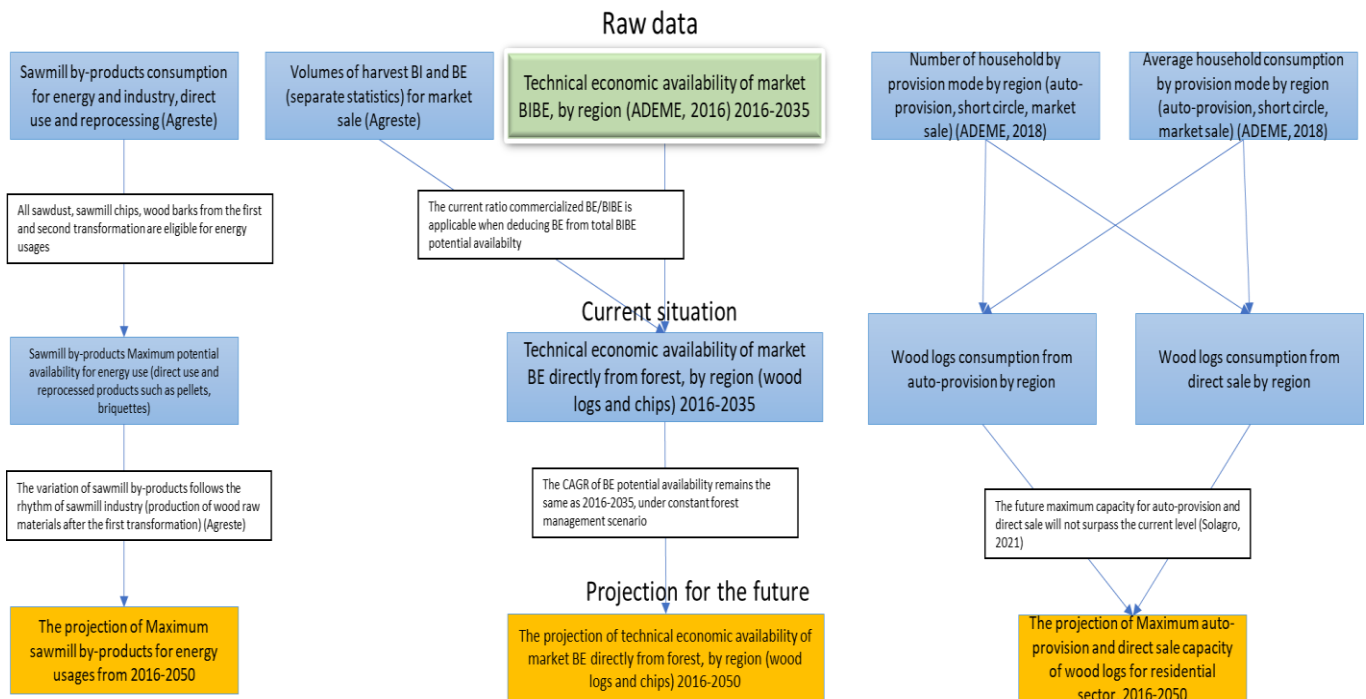 Raw data
Sawmill by-products consumption
for energy and industry, direct
use and reprocessing (Agreste)
Volumes of harvest BI and BE
(separate statistics) for market
sale (Agreste)
Technical economic availability of market
BIBE, by region (ADEME, 2016) 2016-2035
Number of household by
provision mode by region (auto-
provision, short circle, market
sale) (ADEME, 2018)
Average household consumption
by provision mode by region
(auto-provision, short circle,
market sale) (ADEME, 2018)
All sawdust, sawmill chips, wood barks from the first
and second transformation are eligible for energy
usages
The current ratio commercialized BE/BIBE is
applicable when deducing BE from total BIBE
potential availabilty
Current situation
Sawmill by-products Maximum potential
availability for energy use (direct use and
reprocessed products such as pellets,
briquettes)
Technical economic availability of market
BE directly from forest, by region (wood
logs and chips) 2016-2035
Wood logs consumption from
auto-provision by region
Wood logs consumption from
direct sale by region
The variation of sawmill by-products follows the
rhythm of sawmill industry (production of wood raw
materials after the first transformation) (Agreste)
The CAGR of BE potential availability remains the
same as 2016-2035, under constant forest
management scenario
The future maximum capacity for auto-provision and
direct sale will not surpass the current level (Solagro,
2021)
Projection for the future
The projection of Maximum
sawmill by-products for energy
usages from 2016-2050
The projection of technical economic availability of
market BE directly from forest, by region (wood
logs and chips) 2016-2050
The projection of Maximum auto-
provision and direct sale capacity
of wood logs for residential
sector, 2016-2050